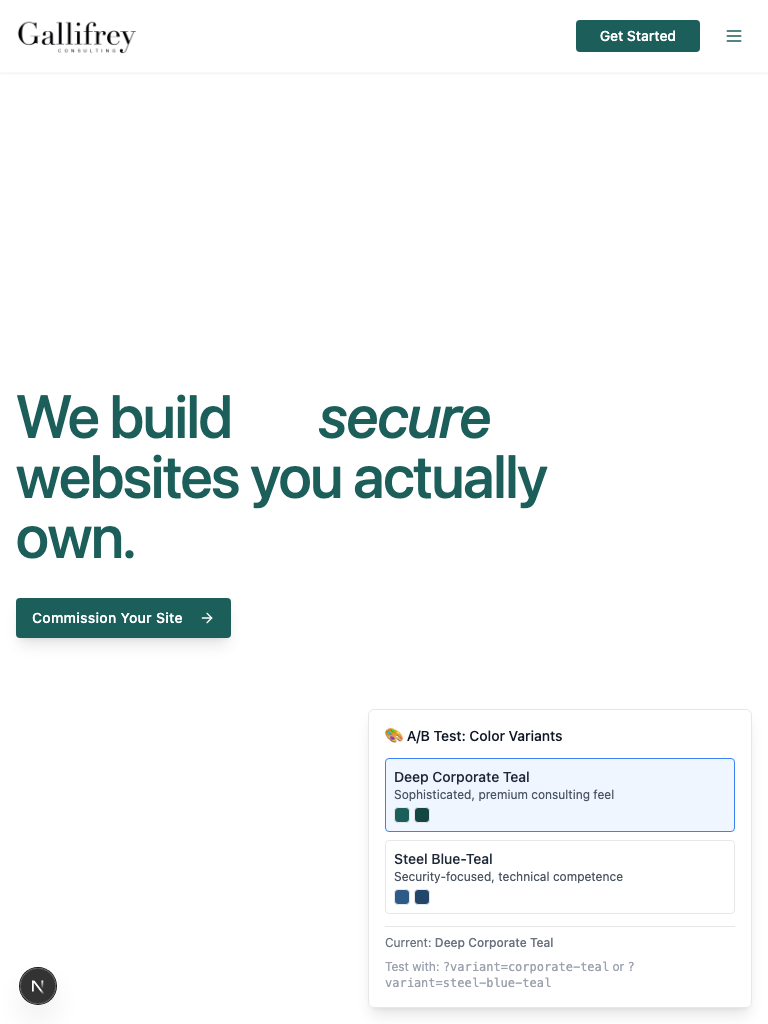 Gallifrey
CONSULTING
Get Started
We build secure
websites you actually
own.
Commission Your Site →
🎨 A/B Test: Color Variants
Deep Corporate Teal
Sophisticated, premium consulting feel
Steel Blue-Teal
Security-focused, technical competence
Current: Deep Corporate Teal
Test with: ?variant=corporate-teal or ?
variant=steel-blue-teal
N